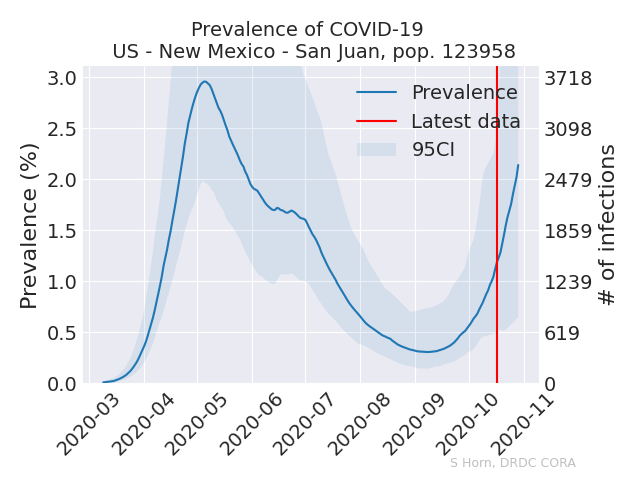 Prevalence of COVID-19
US - New Mexico - San Juan, pop. 123958
Prevalence (%)
3.0
2.5
2.0
1.5
1.0
0.5
0.0
Prevalence
Latest data
95CI
3718
3098
2479
1859
1239
619
0
# of infections
2020-03
2020-04
2020-05
2020-06
2020-07
2020-08
2020-09
2020-10
2020-11
S Horn, DRDC CORA